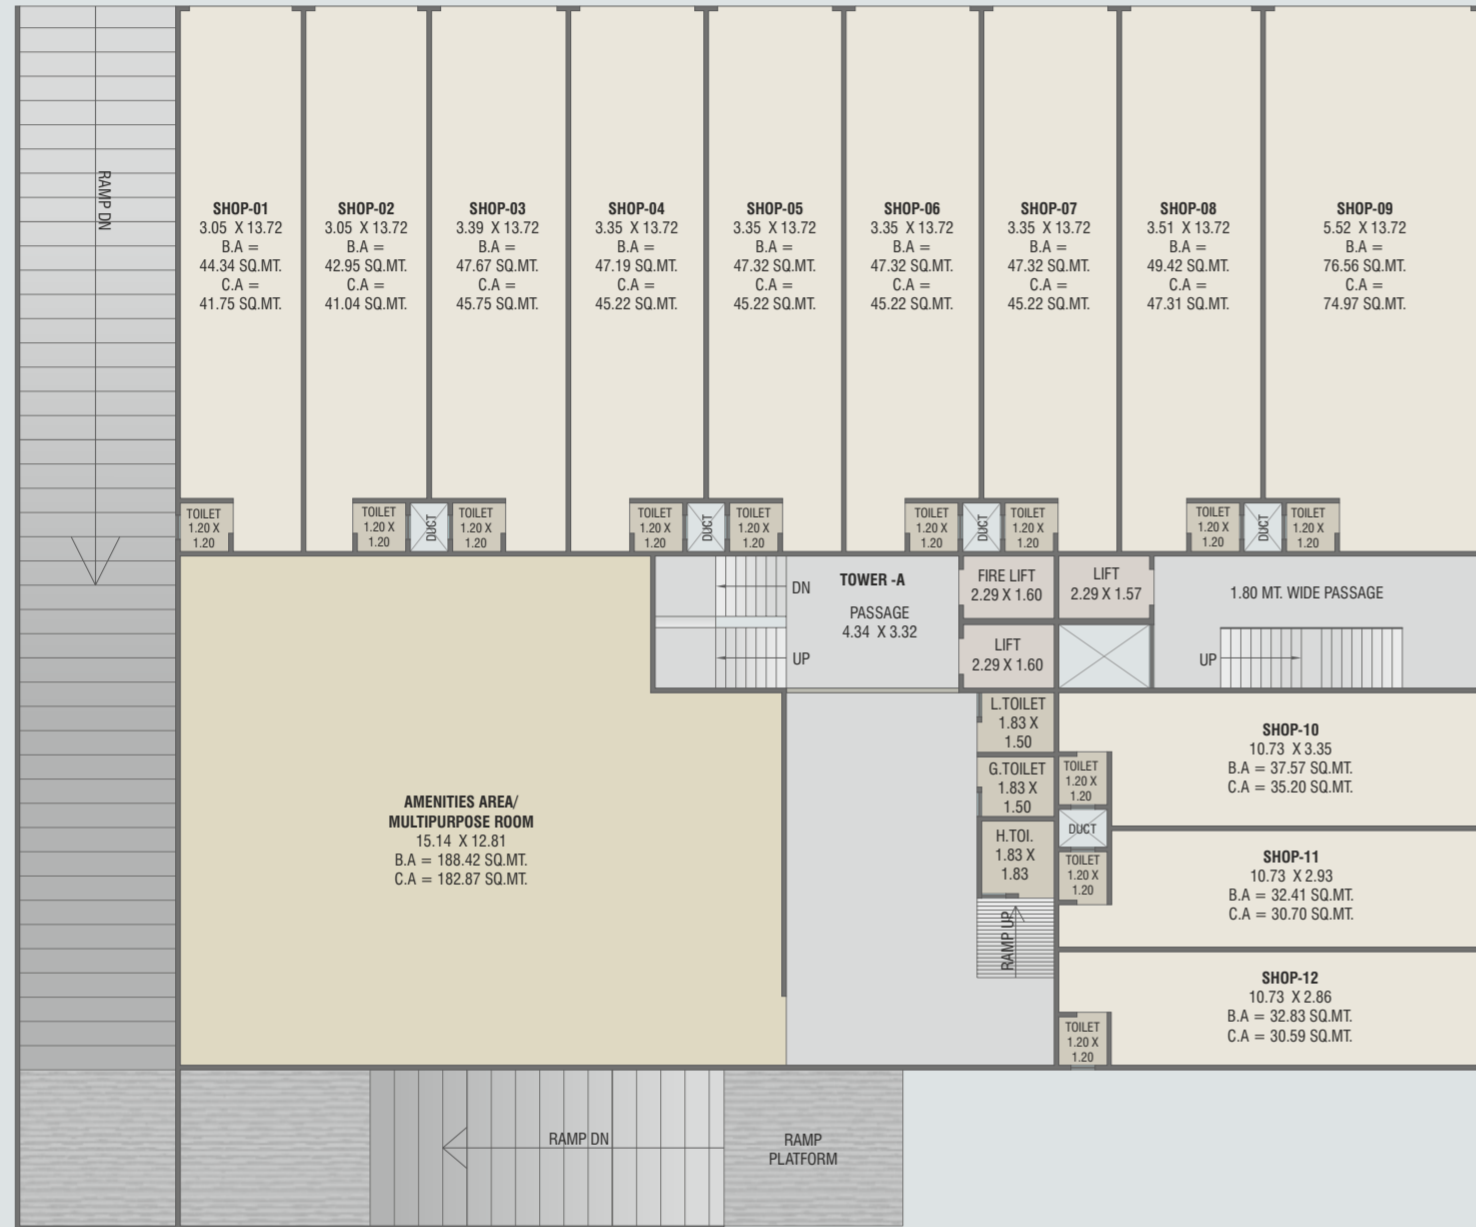 RAMP DN
SHOP-01
3.05 X 13.72
B.A =
44.34 SQ.MT.
C.A =
41.75 SQ.MT.
SHOP-02
3.05 X 13.72
B.A =
42.95 SQ.MT.
C.A =
41.04 SQ.MT.
SHOP-03
3.39 X 13.72
B.A =
47.67 SQ.MT.
C.A =
45.75 SQ.MT.
SHOP-04
3.35 X 13.72
B.A =
47.19 SQ.MT.
C.A =
45.22 SQ.MT.
SHOP-05
3.35 X 13.72
B.A =
47.32 SQ.MT.
C.A =
45.22 SQ.MT.
SHOP-06
3.35 X 13.72
B.A =
47.32 SQ.MT.
C.A =
45.22 SQ.MT.
SHOP-07
3.35 X 13.72
B.A =
47.32 SQ.MT.
C.A =
45.22 SQ.MT.
SHOP-08
3.51 X 13.72
B.A =
49.42 SQ.MT.
C.A =
47.31 SQ.MT.
SHOP-09
5.52 X 13.72
B.A =
76.56 SQ.MT.
C.A =
74.97 SQ.MT.
TOILET
1.20 X
1.20
TOILET
1.20 X
1.20
DUCT
TOILET
1.20 X
1.20
TOILET
1.20 X
1.20
DUCT
TOILET
1.20 X
1.20
TOILET
1.20 X
1.20
DUCT
TOILET
1.20 X
1.20
TOILET
1.20 X
1.20
DUCT
TOILET
1.20 X
1.20
DN
UP
TOWER -A
PASSAGE
4.34 X 3.32
FIRE LIFT
2.29 X 1.60
LIFT
2.29 X 1.57
LIFT
2.29 X 1.60
1.80 MT. WIDE PASSAGE
UP
L.TOILET
1.83 X
1.50
G.TOILET
1.83 X
1.50
H.TOI.
1.83 X
1.83
RAMP UP
TOILET
1.20 X
1.20
DUCT
TOILET
1.20 X
1.20
TOILET
1.20 X
1.20
SHOP-10
10.73 X 3.35
B.A = 37.57 SQ.MT.
C.A = 35.20 SQ.MT.
SHOP-11
10.73 X 2.93
B.A = 32.41 SQ.MT.
C.A = 30.70 SQ.MT.
SHOP-12
10.73 X 2.86
B.A = 32.83 SQ.MT.
C.A = 30.59 SQ.MT.
AMENITIES AREA/
MULTIPURPOSE ROOM
15.14 X 12.81
B.A = 188.42 SQ.MT.
C.A = 182.87 SQ.MT.
RAMP DN
RAMP
PLATFORM